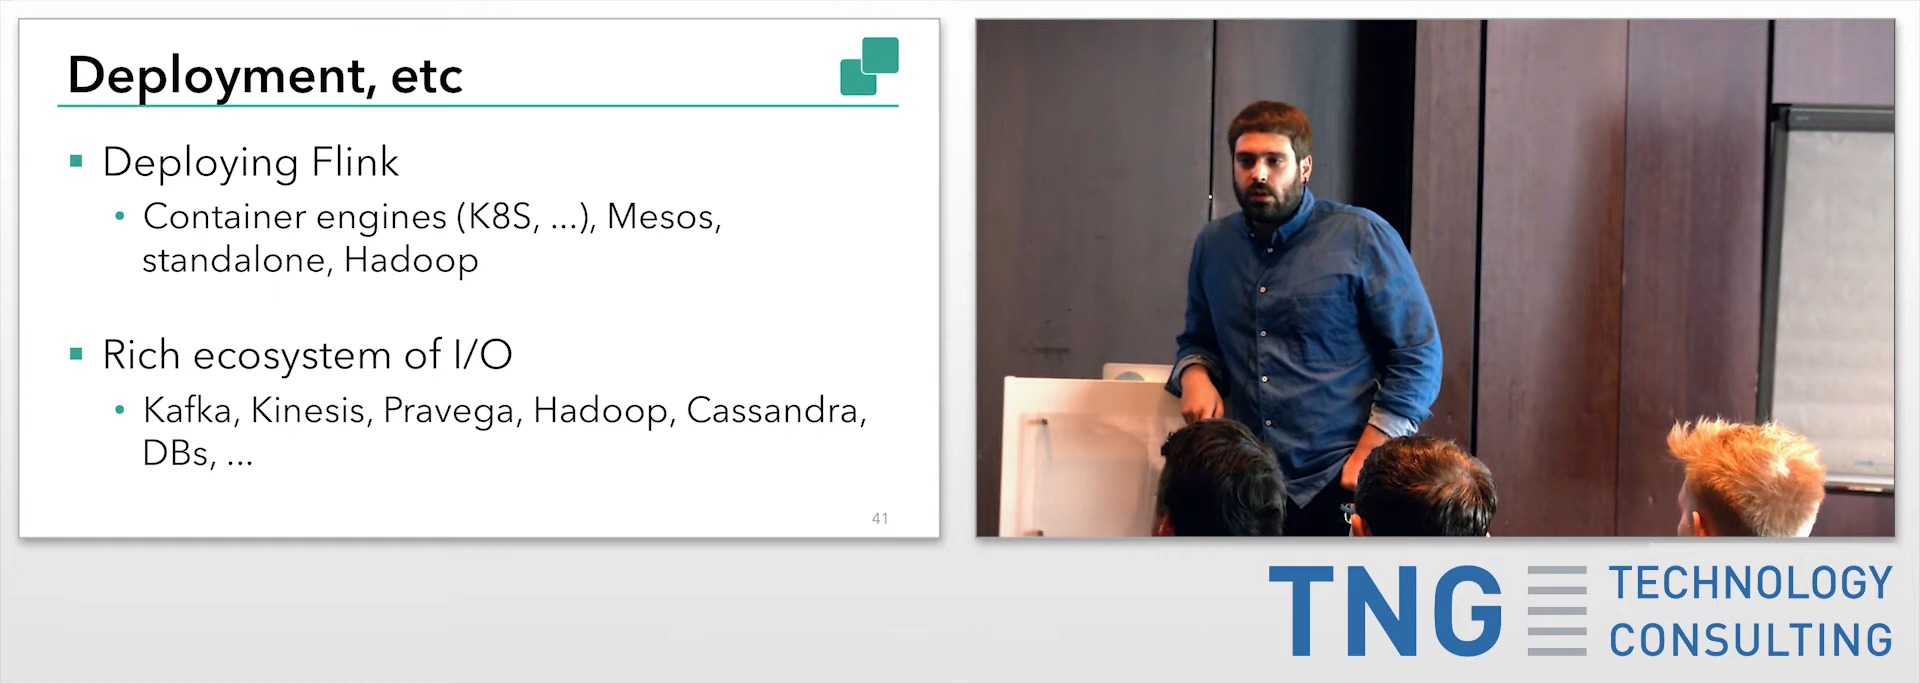 Deployment, etc
Deploying Flink
Container engines (K8S, ...), Mesos,
standalone, Hadoop
Rich ecosystem of I/O
Kafka, Kinesis, Pravega, Hadoop, Cassandra,
DBs, ...
41
TNG TECHNOLOGY
CONSULTING